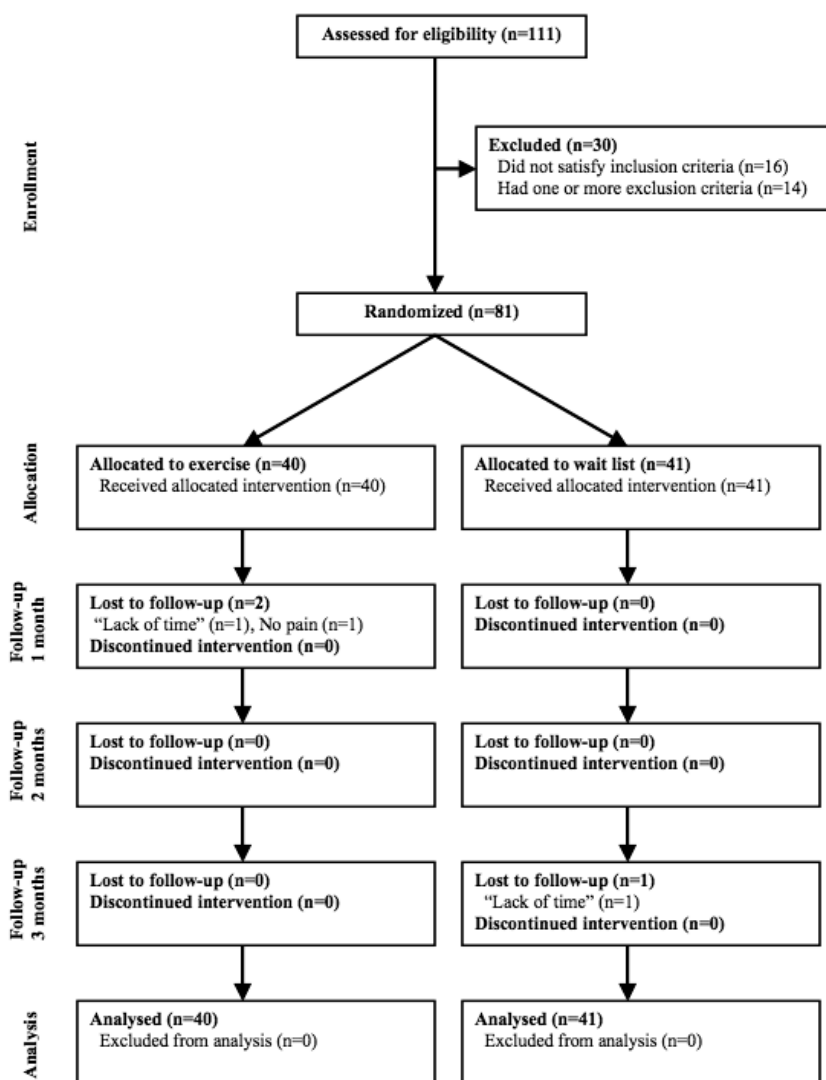 Assessed for eligibility (n=111)
Enrollment
Excluded (n=30)
Did not satisfy inclusion criteria (n=16)
Had one or more exclusion criteria (n=14)
Randomized (n=81)
Allocation
Allocated to exercise (n=40)
Received allocated intervention (n=40)
Allocated to wait list (n=41)
Received allocated intervention (n=41)
Follow-up
1 month
Lost to follow-up (n=2)
“Lack of time” (n=1), No pain (n=1)
Discontinued intervention (n=0)
Lost to follow-up (n=0)
Discontinued intervention (n=0)
Follow-up
2 months
Lost to follow-up (n=0)
Discontinued intervention (n=0)
Lost to follow-up (n=0)
Discontinued intervention (n=0)
Follow-up
3 months
Lost to follow-up (n=0)
Discontinued intervention (n=0)
Lost to follow-up (n=1)
“Lack of time” (n=1)
Discontinued intervention (n=0)
Analysis
Analysed (n=40)
Excluded from analysis (n=0)
Analysed (n=41)
Excluded from analysis (n=0)